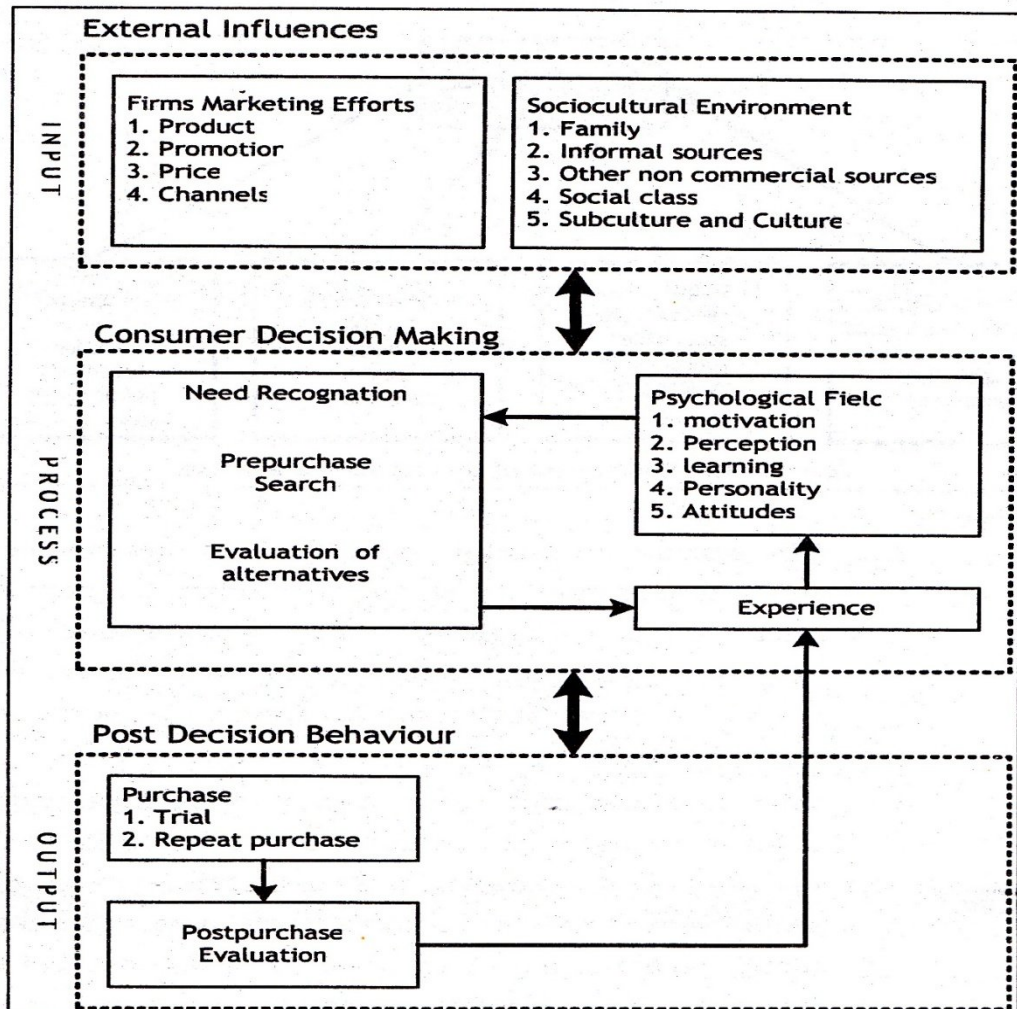 External Influences
INPUT
Firms Marketing Efforts
1. Product
2. Promotior
3. Price
4. Channels
Sociocultural Environment
1. Family
2. Informal sources
3. Other non commercial sources
4. Social class
5. Subculture and Culture
Consumer Decision Making
PROCESS
Need Recognation
Prepurchase
Search
Evaluation of
alternatives
Psychological Fielc
1. motivation
2. Perception
3. learning
4. Personality
5. Attitudes
Experience
Post Decision Behaviour
OUTPUT
Purchase
1. Trial
2. Repeat purchase
Postpurchase
Evaluation